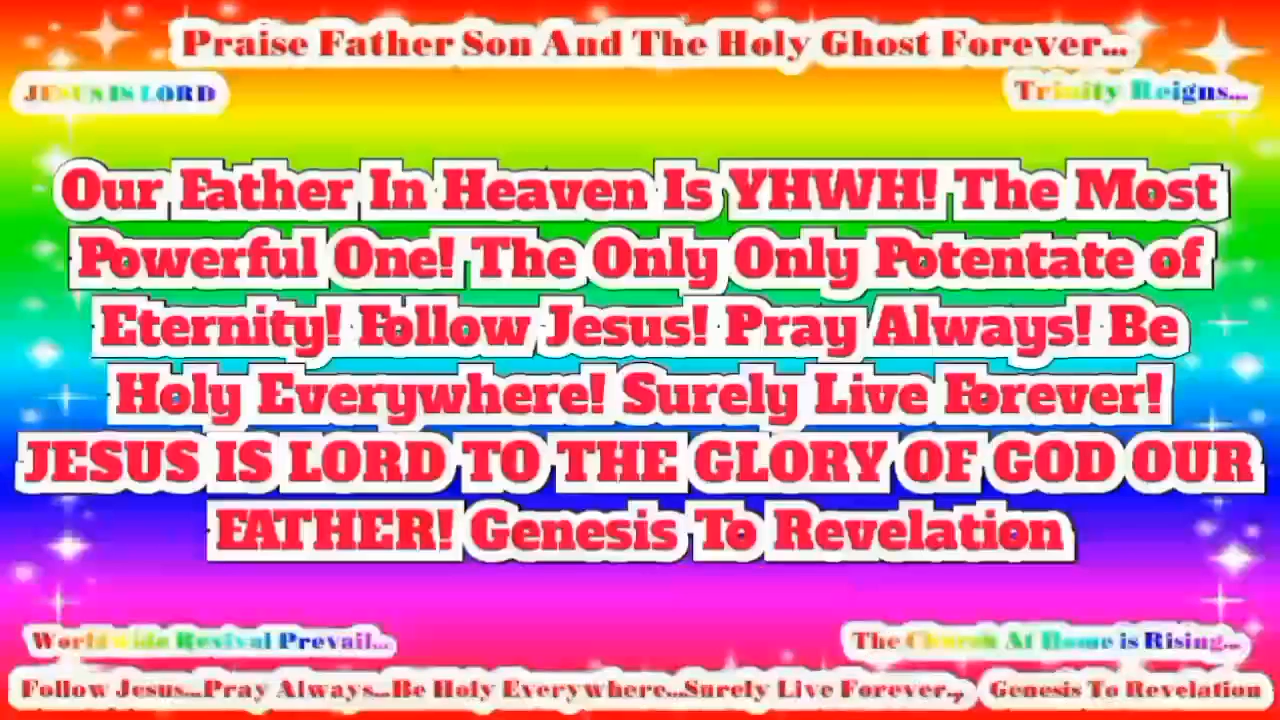 Praise Father Son And The Holy Ghost Forever...
JESUS IS LORD
Trinity Reigns...
Our Father In Heaven Is YHWH! The Most
Powerful One! The Only Only Potentate of
Eternity! Follow Jesus! Pray Always! Be
Holy Everywhere! Surely Live Forever!
JESUS IS LORD TO THE GLORY OF GOD OUR
FATHER! Genesis To Revelation
Worldwide Revival Prevail...
The Church At Home is Rising...
Follow Jesus...Pray Always...Be Holy Everywhere...Surely Live Forever.., Genesis To Revelation